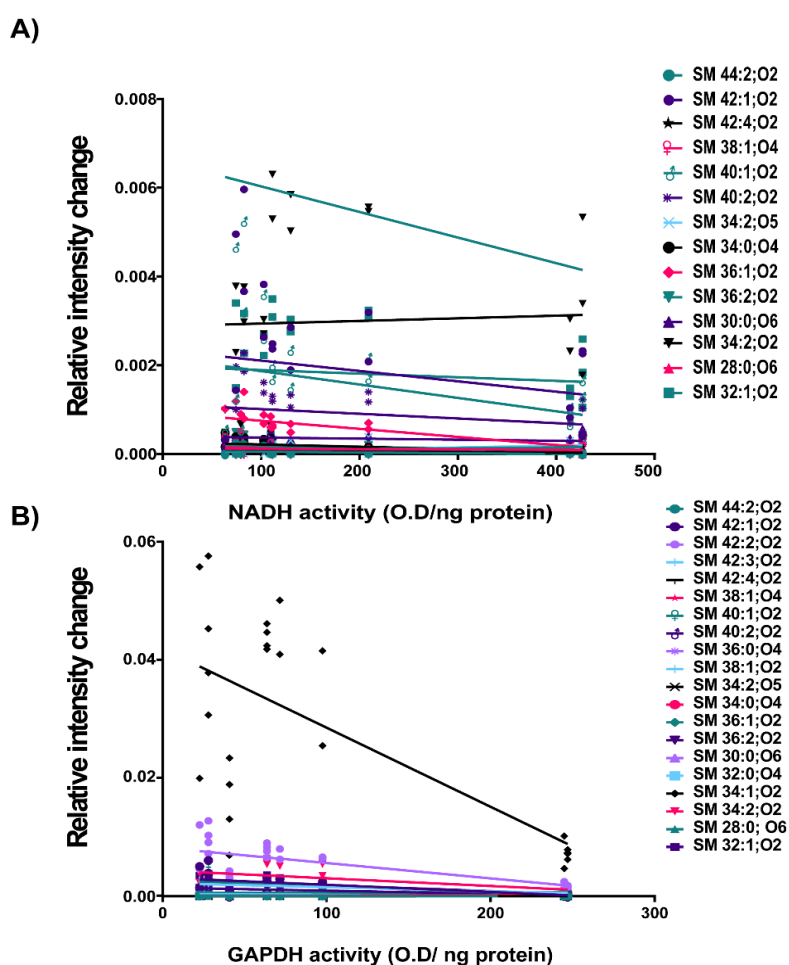 A)
Relative intensity change
0.008
0.006
0.004
0.002
0.000
0
100
200
300
400
500
NADH activity (O.D/ng protein)
SM 44:2;O2
SM 42:1;O2
SM 42:4;O2
SM 38:1;O4
SM 40:1;O2
SM 40:2;O2
SM 34:2;O5
SM 34:0;O4
SM 36:1;O2
SM 36:2;O2
SM 30:0;O6
SM 34:2;O2
SM 28:0;O6
SM 32:1;O2
B)
Relative intensity change
0.06
0.04
0.02
0.00
0
100
200
300
GAPDH activity (O.D/ ng protein)
SM 44:2;O2
SM 42:1;O2
SM 42:2;O2
SM 42:3;O2
SM 42:4;O2
SM 38:1;O4
SM 40:1;O2
SM 40:2;O2
SM 36:0;O4
SM 38:1;O2
SM 34:2;O5
SM 34:0;O4
SM 36:1;O2
SM 36:2;O2
SM 30:0;O6
SM 32:0;O4
SM 34:1;O2
SM 34:2;O2
SM 28:0; O6
SM 32:1;O2